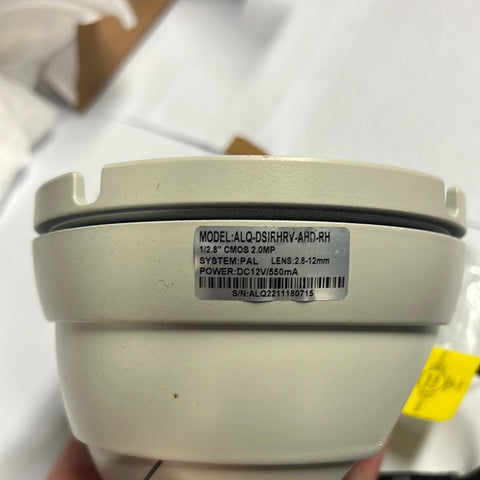 MODEL:ALQ-DSIRHRV-AHD-RH
1/2.8" CMOS 2.0MP
SYSTEM:PAL LENS:2.8-12mm
POWER:DC12V/550mA
S/N:ALQ2211180715